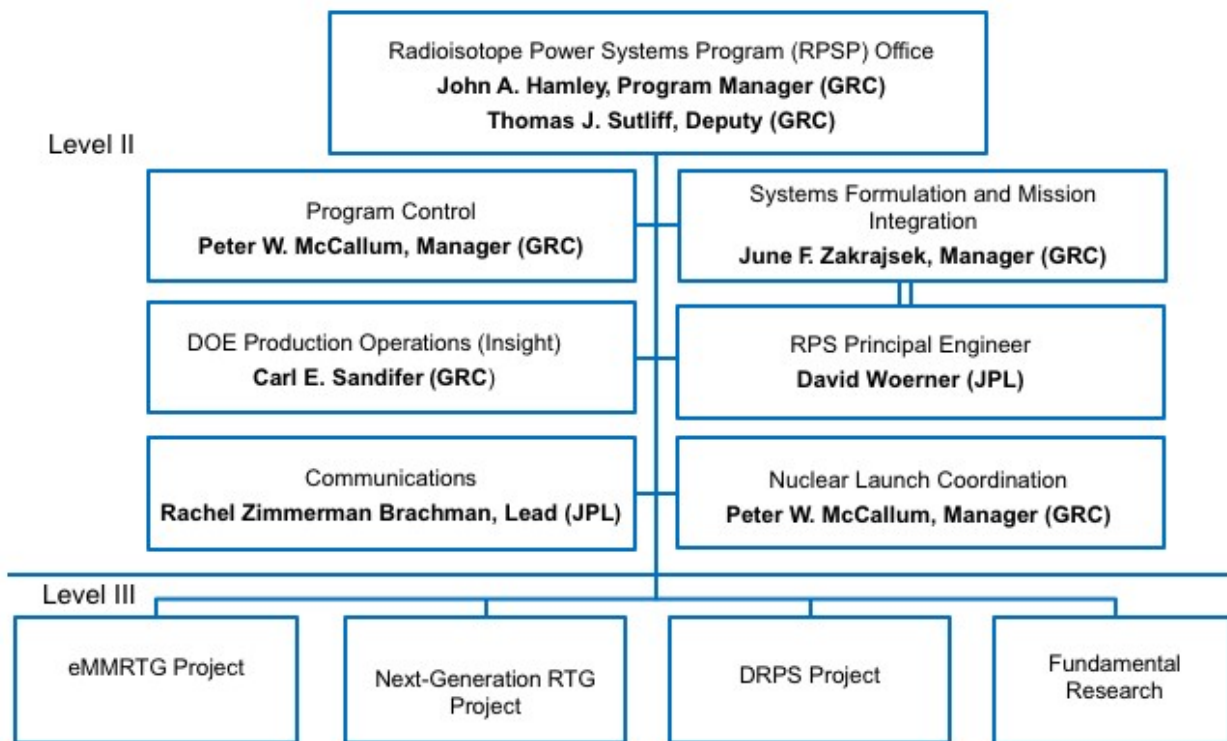 Radioisotope Power Systems Program (RPSP) Office
John A. Hamley, Program Manager (GRC)
Thomas J. Sutliff, Deputy (GRC)
Level II
Program Control
Peter W. McCallum, Manager (GRC)
Systems Formulation and Mission
Integration
June F. Zakrajsek, Manager (GRC)
DOE Production Operations (Insight)
Carl E. Sandifer (GRC)
RPS Principal Engineer
David Woerner (JPL)
Communications
Rachel Zimmerman Brachman, Lead (JPL)
Nuclear Launch Coordination
Peter W. McCallum, Manager (GRC)
Level III
eMMRTG Project
Next-Generation RTG
Project
DRPS Project
Fundamental
Research